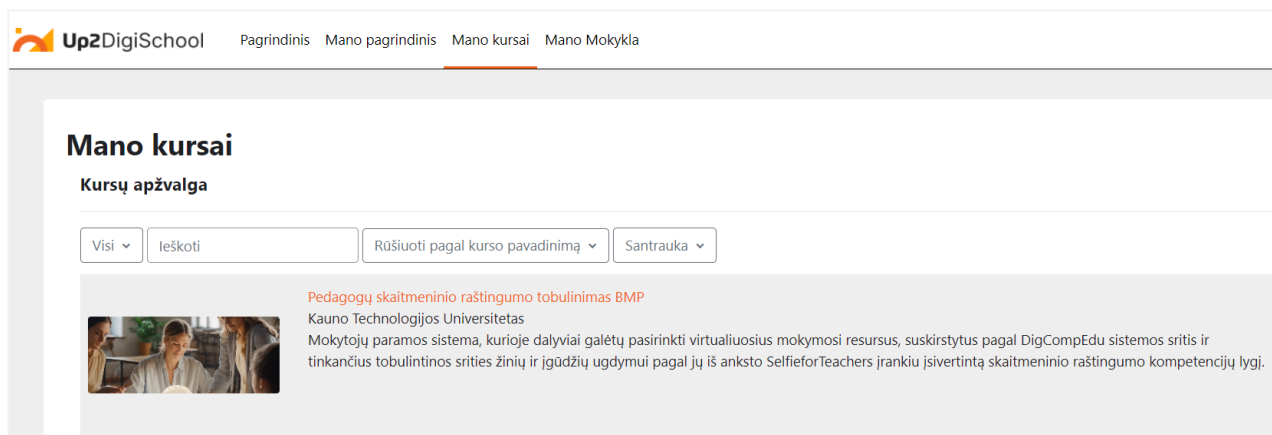 Up2DigiSchool Pagrindinis Mano pagrindinis Mano kursai Mano Mokykla
Mano kursai
Kursų apžvalga
Visi Ieškoti Rūšiuoti pagal kurso pavadinimą Santrauka
Pedagogų skaitmeninio raštingumo tobulinimas BMP
Kauno Technologijos Universitetas
Mokytojų paramos sistema, kurioje dalyviai galėtų pasirinkti virtualiuosius mokymosi resursus, suskirstytus pagal DigCompEdu sistemos sritis ir
tinkančius tobulintinos srities žinių ir įgūdžių ugdymui pagal jų iš anksto SelfieforTeachers įrankiu įsivertintą skaitmeninio raštingumo kompetencijų lygį.